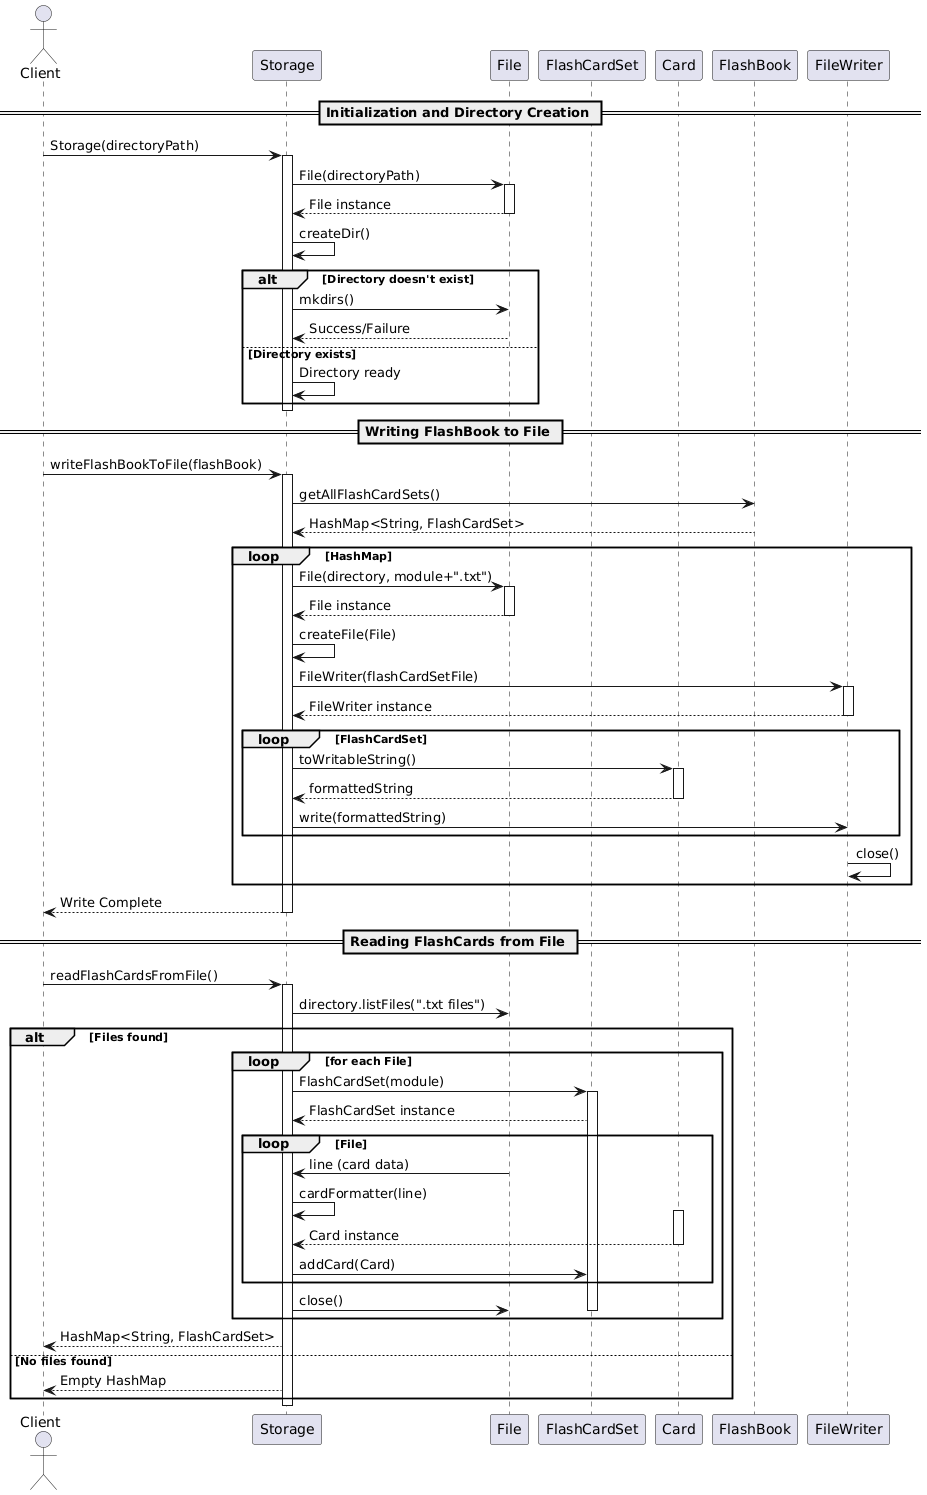 Client
Storage
File
FlashCardSet
Card
FlashBook
FileWriter
Initialization and Directory Creation
Storage(directoryPath)
File(directoryPath)
File instance
createDir()
alt
[Directory doesn't exist]
mkdirs()
Success/Failure
[Directory exists]
Directory ready
Writing FlashBook to File
writeFlashBookToFile(flashBook)
getAllFlashCardSets()
HashMap<String, FlashCardSet>
loop
[HashMap]
File(directory, module+".txt")
File instance
createFile(File)
FileWriter(flashCardSetFile)
FileWriter instance
loop
[FlashCardSet]
toWritableString()
formattedString
write(formattedString)
close()
Write Complete
Reading FlashCards from File
readFlashCardsFromFile()
directory.listFiles(".txt files")
alt
[Files found]
loop
[for each File]
FlashCardSet(module)
FlashCardSet instance
loop
[File]
line (card data)
cardFormatter(line)
Card instance
addCard(Card)
close()
HashMap<String, FlashCardSet>
[No files found]
Empty HashMap
Client
Storage
File
FlashCardSet
Card
FlashBook
FileWriter